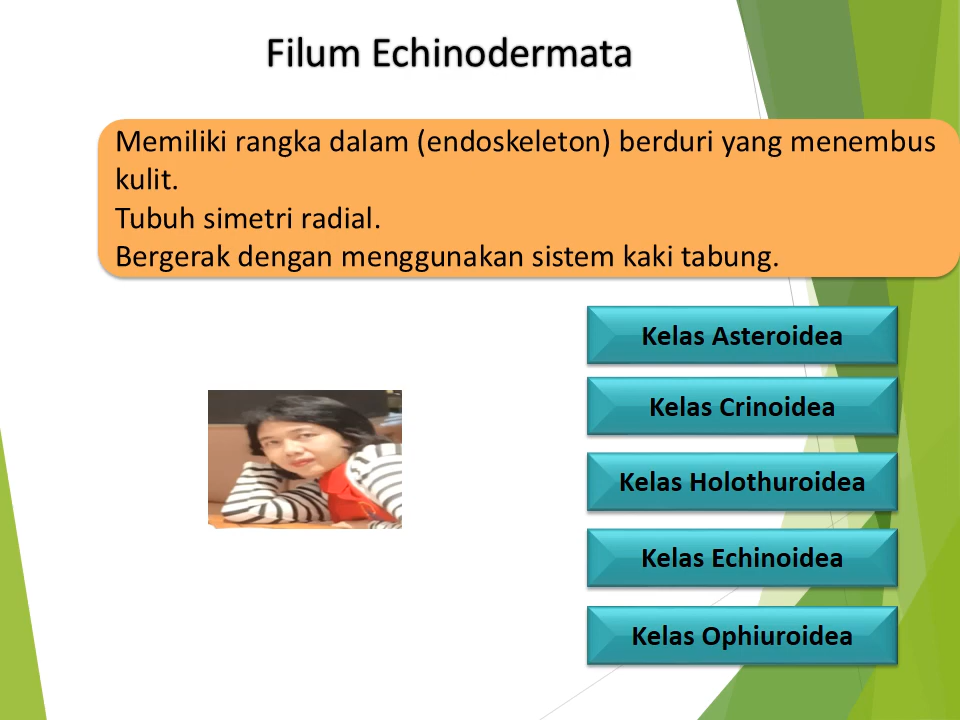 Filum Echinodermata
Memiliki rangka dalam (endoskeleton) berduri yang menembus
kulit.
Tubuh simetri radial.
Bergerak dengan menggunakan sistem kaki tabung.
Kelas Asteroidea
Kelas Crinoidea
Kelas Holothuroidea
Kelas Echinoidea
Kelas Ophiuroidea